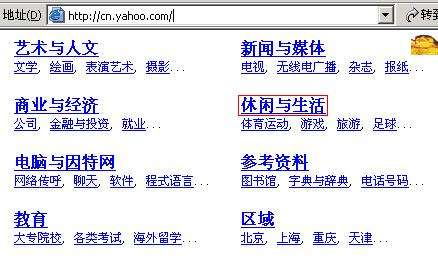 地址(D) http://cn.yahoo.com/ 转到
艺术与人文 新闻与媒体
文学, 绘画, 表演艺术, 摄影... 电视, 无线电广播, 杂志, 报纸...
商业与经济 休闲与生活
公司, 金融与投资, 就业... 体育运动, 游戏, 旅游, 足球...
电脑与因特网 参考资料
网络传呼, 聊天, 软件, 程式语言... 图书馆, 字典与辞典, 电话号码...
教育 区域
大专院校, 各类考试, 海外留学... 北京, 上海, 重庆, 天津...